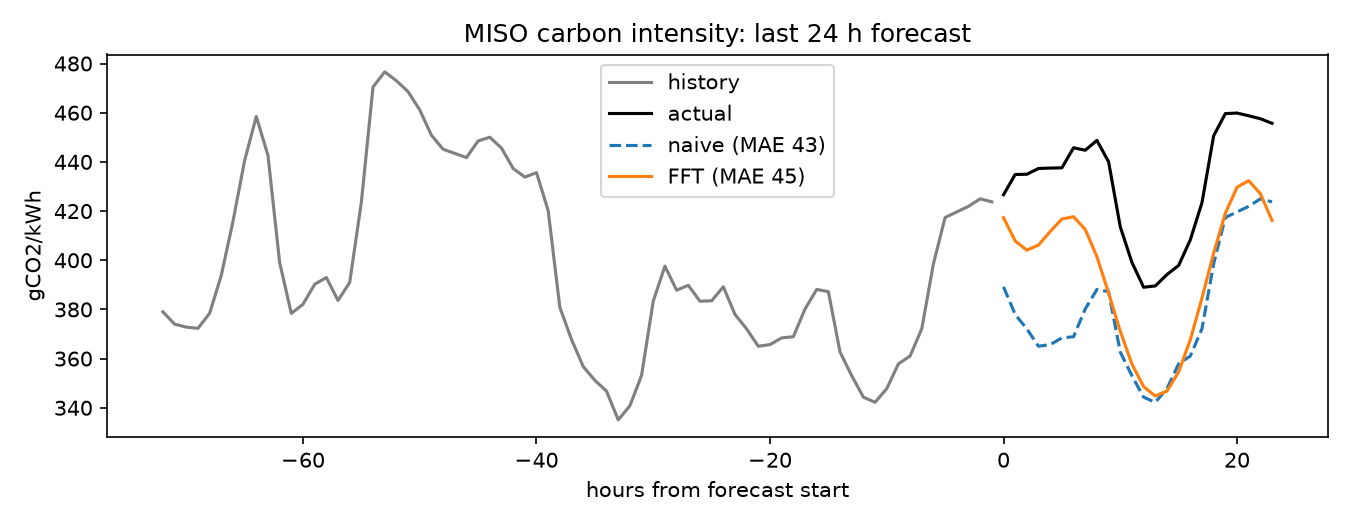 MISO carbon intensity: last 24 h forecast
480
460
440
420
400
380
360
340
gCO2/kWh
history
actual
naive (MAE 43)
FFT (MAE 45)
−60
−40
−20
0
20
hours from forecast start